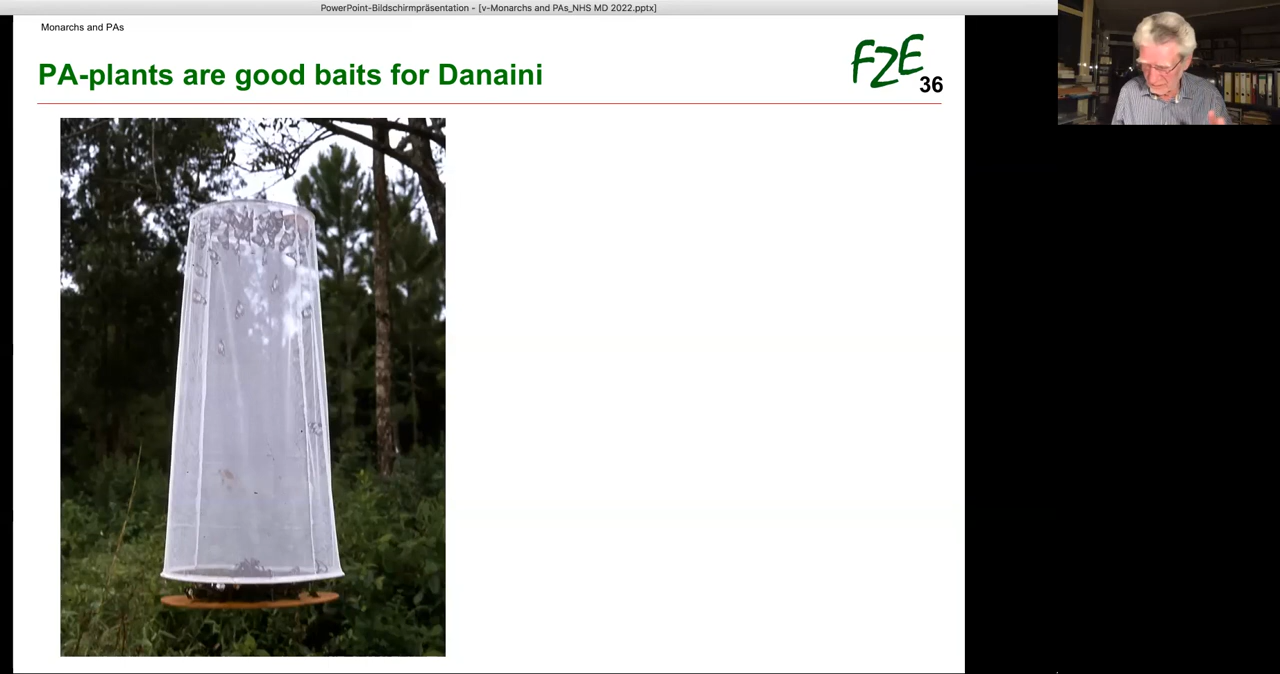 PowerPoint-Bildschirmpräsentation - [v-Monarchs and PAs_NHS MD 2022.pptx]
Monarchs and PAs
PA-plants are good baits for Danaini
FZE
36